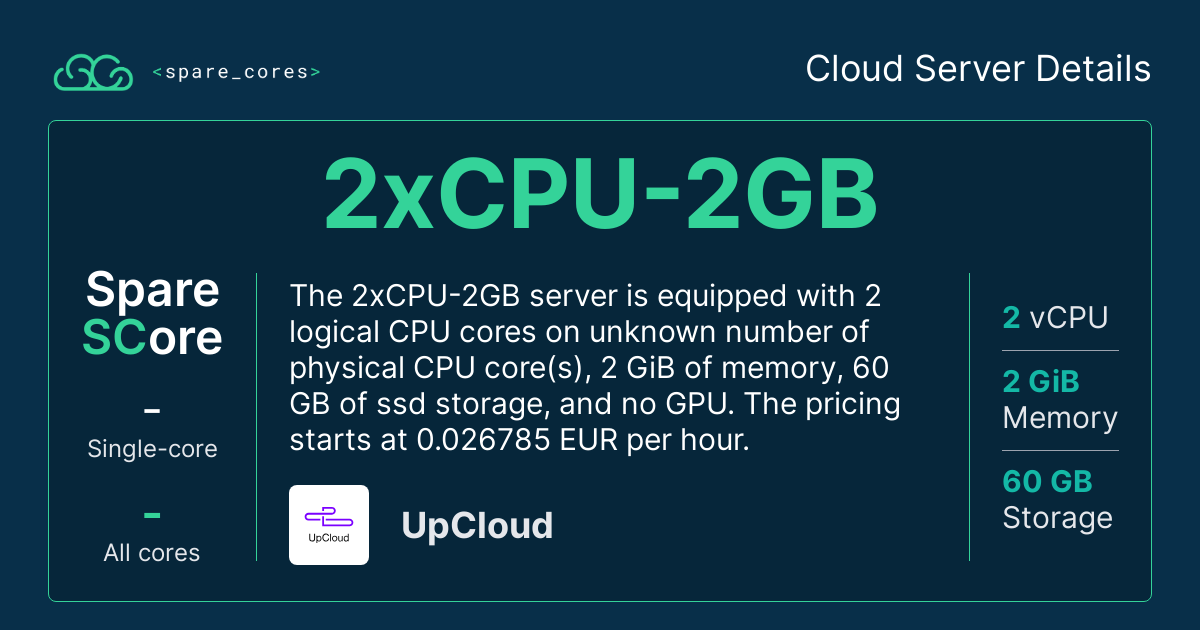 <spare_cores>
Cloud Server Details
2xCPU-2GB
Spare
SCore
–
Single-core
–
All cores
The 2xCPU-2GB server is equipped with 2
logical CPU cores on unknown number of
physical CPU core(s), 2 GiB of memory, 60
GB of ssd storage, and no GPU. The pricing
starts at 0.026785 EUR per hour.
UpCloud
UpCloud
2 vCPU
2 GiB
Memory
60 GB
Storage